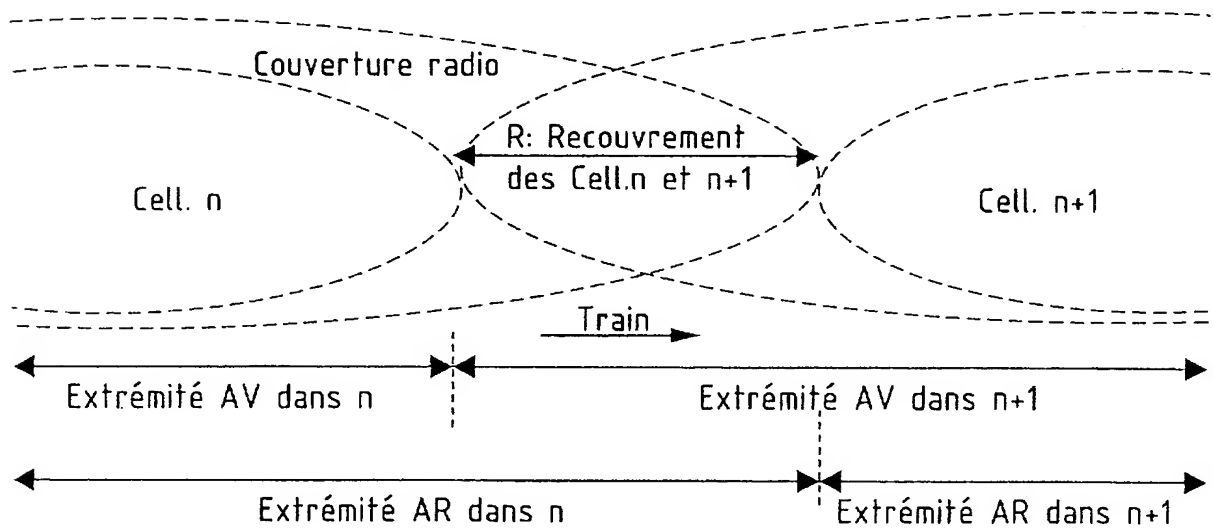 Couverture radio
R: Recouvrement
des Cell.n et n+1
Cell. n
Cell. n+1
Train
Extrémité AV dans n
Extrémité AV dans n+1
Extrémité AR dans n
Extrémité AR dans n+1